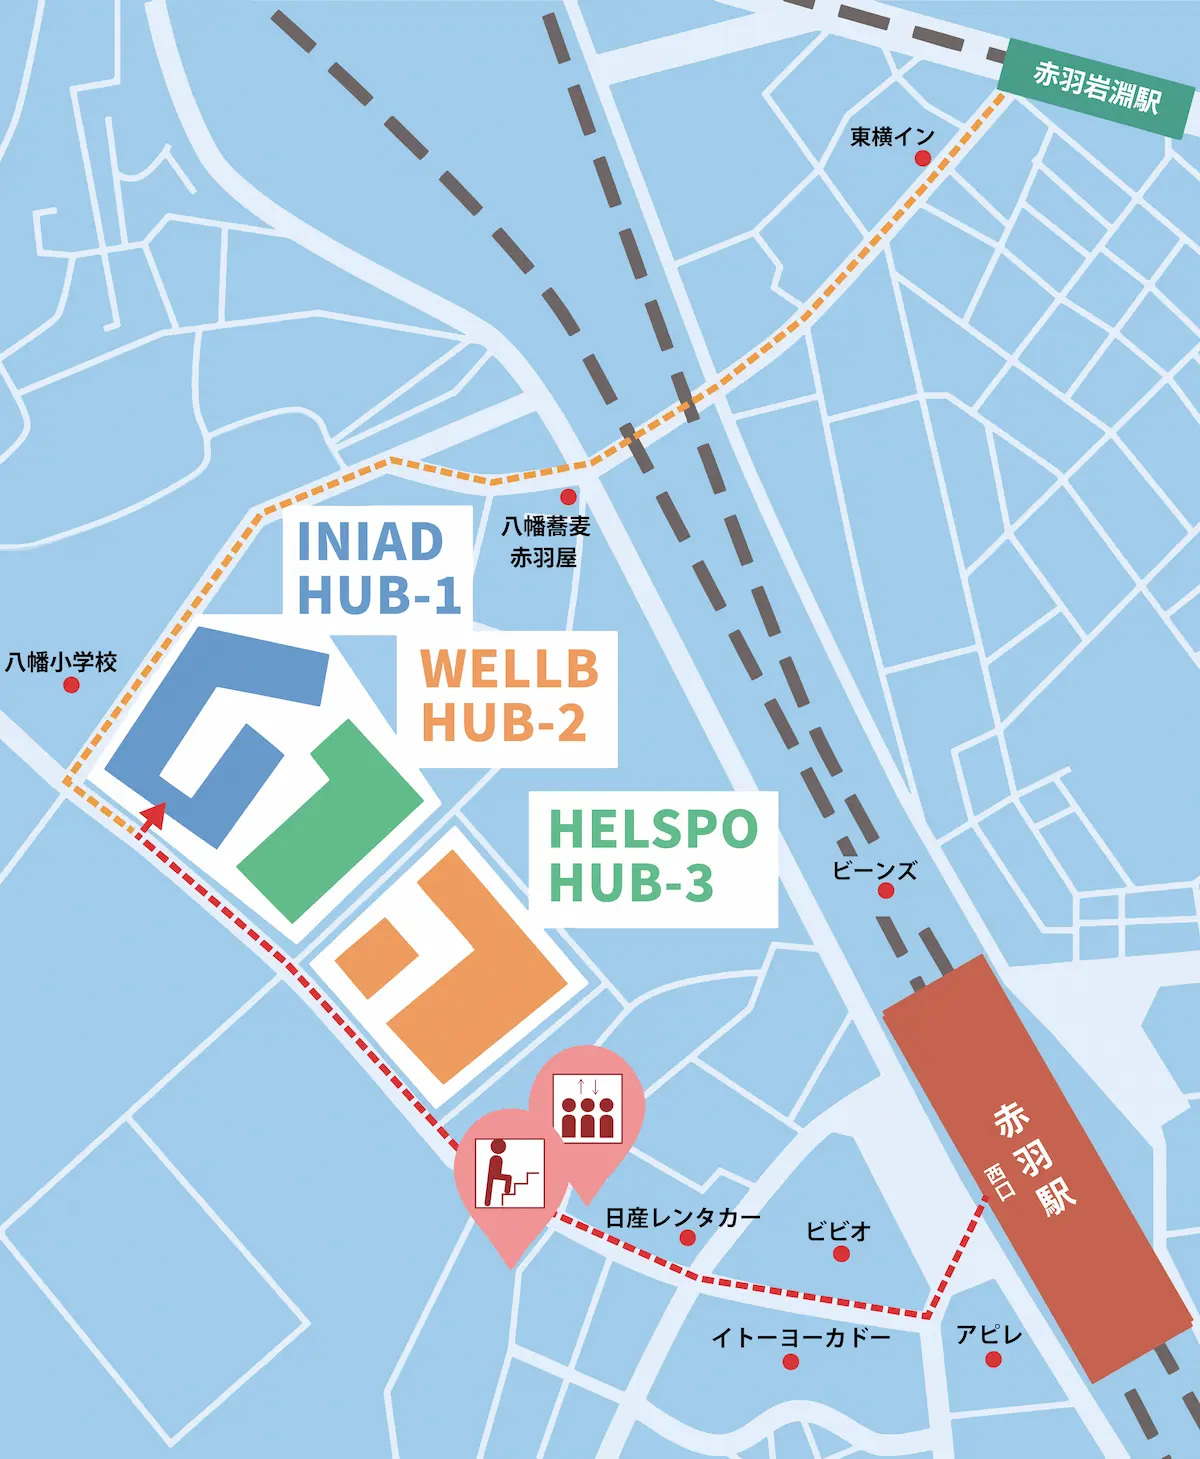 赤羽岩淵駅
東横イン
八幡蕎麦
赤羽屋
INIAD
HUB-1
八幡小学校
WELLB
HUB-2
HELSPO
HUB-3
ビーンズ
赤羽駅
西口
日産レンタカー
ビビオ
イトーヨーカドー
アピレ